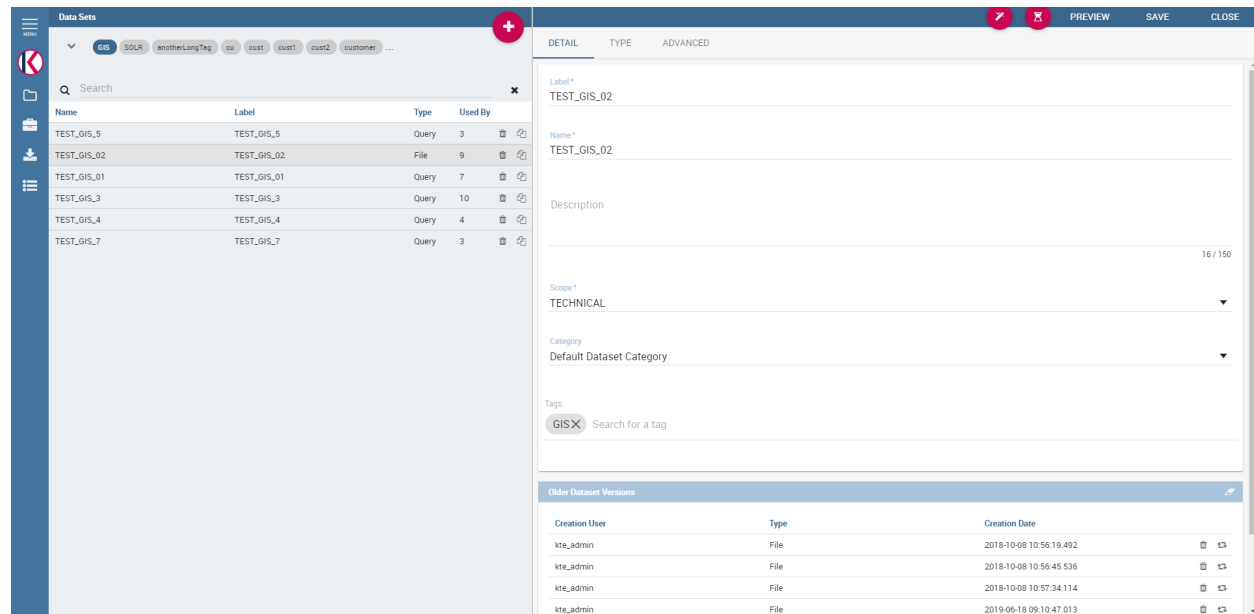 Data Sets
PREVIEW SAVE CLOSE
MENU
GIS SOLR anotherLongTag cu cust cust1 cust2 customer ...
DETAIL TYPE ADVANCED
Search
Name Label Type Used By
TEST_GIS_5 TEST_GIS_5 Query 3
TEST_GIS_02 TEST_GIS_02 File 9
TEST_GIS_01 TEST_GIS_01 Query 7
TEST_GIS_3 TEST_GIS_3 Query 10
TEST_GIS_4 TEST_GIS_4 Query 4
TEST_GIS_7 TEST_GIS_7 Query 3
Label*
TEST_GIS_02
Name*
TEST_GIS_02
Description
16 / 150
Scope*
TECHNICAL
Category
Default Dataset Category
Tags
GIS Search for a tag
Older Dataset Versions
Creation User Type Creation Date
kte_admin File 2018-10-08 10:56:19.492
kte_admin File 2018-10-08 10:56:45.536
kte_admin File 2018-10-08 10:57:34.114
kte_admin File 2019-06-18 09:10:47.013